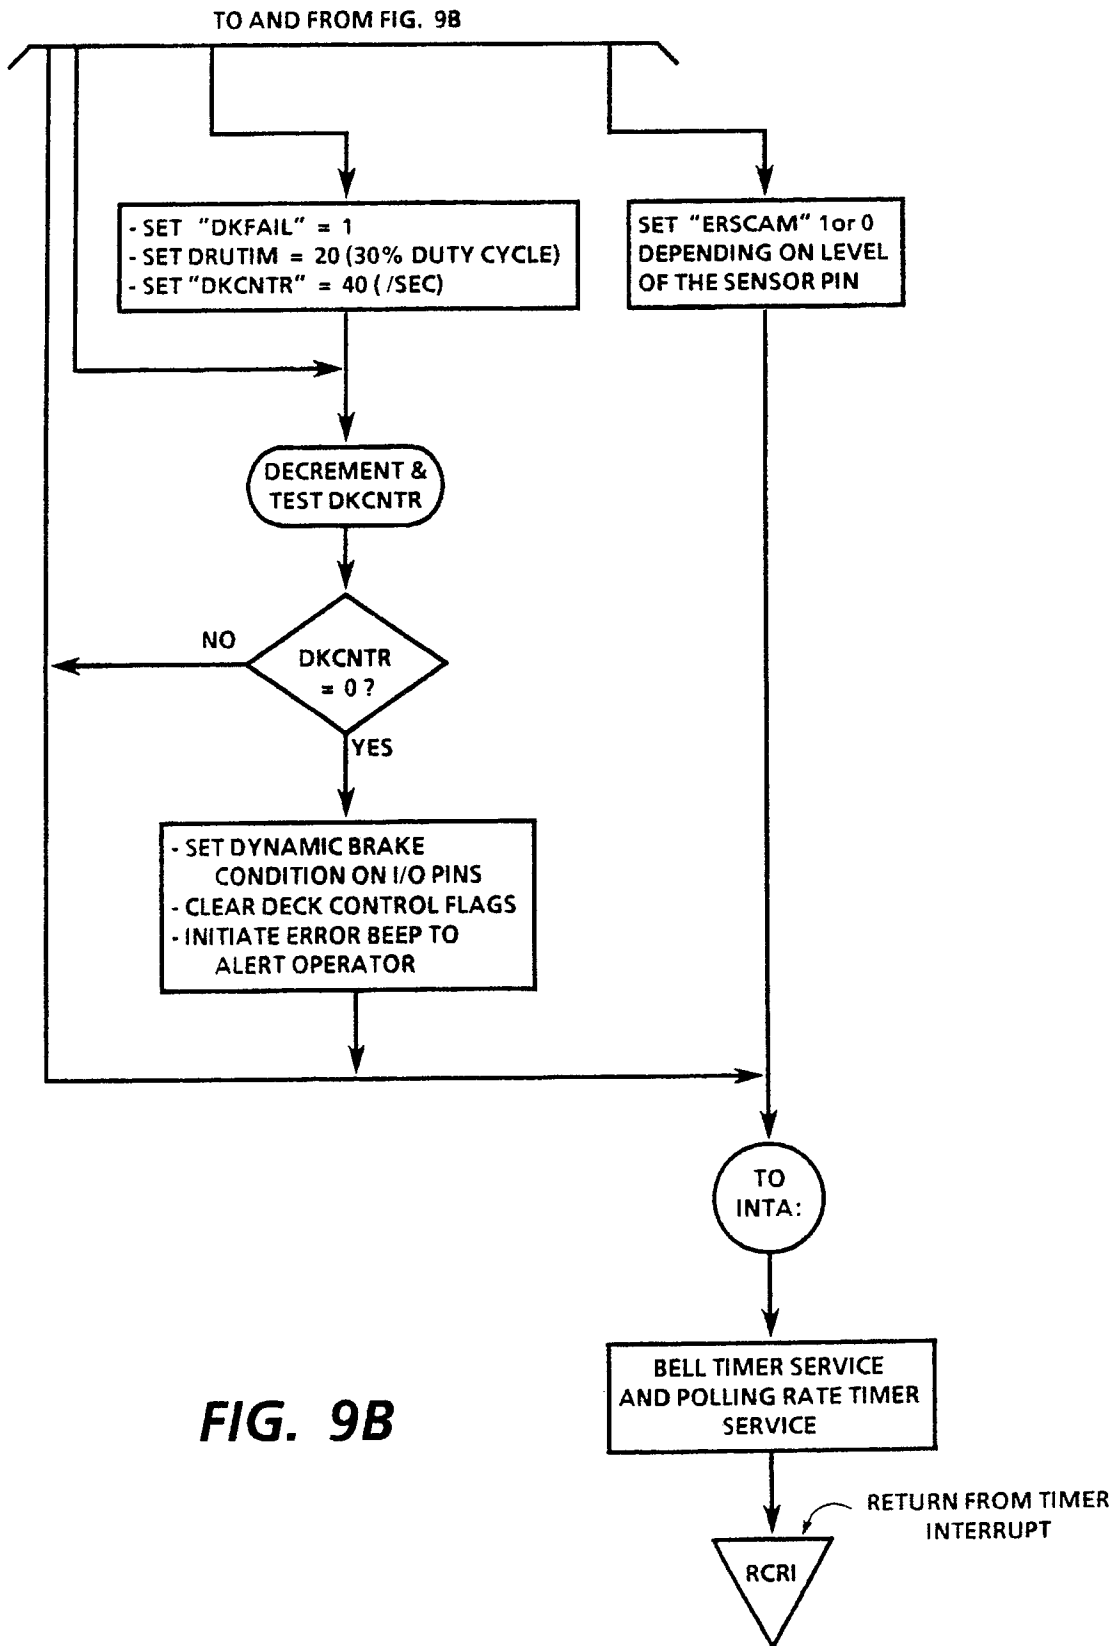 TO AND FROM FIG. 9B
- SET "DKFAIL" = 1
- SET DRUTIM = 20 (30% DUTY CYCLE)
- SET "DKCNTR" = 40 ( /SEC)
SET "ERSCAM" 1 or 0
DEPENDING ON LEVEL
OF THE SENSOR PIN
DECREMENT &
TEST DKCNTR
NO
DKCNTR
= 0 ?
YES
- SET DYNAMIC BRAKE
CONDITION ON I/O PINS
- CLEAR DECK CONTROL FLAGS
- INITIATE ERROR BEEP TO
ALERT OPERATOR
TO
INTA:
BELL TIMER SERVICE
AND POLLING RATE TIMER
SERVICE
FIG. 9B
RETURN FROM TIMER
INTERRUPT
RCRI